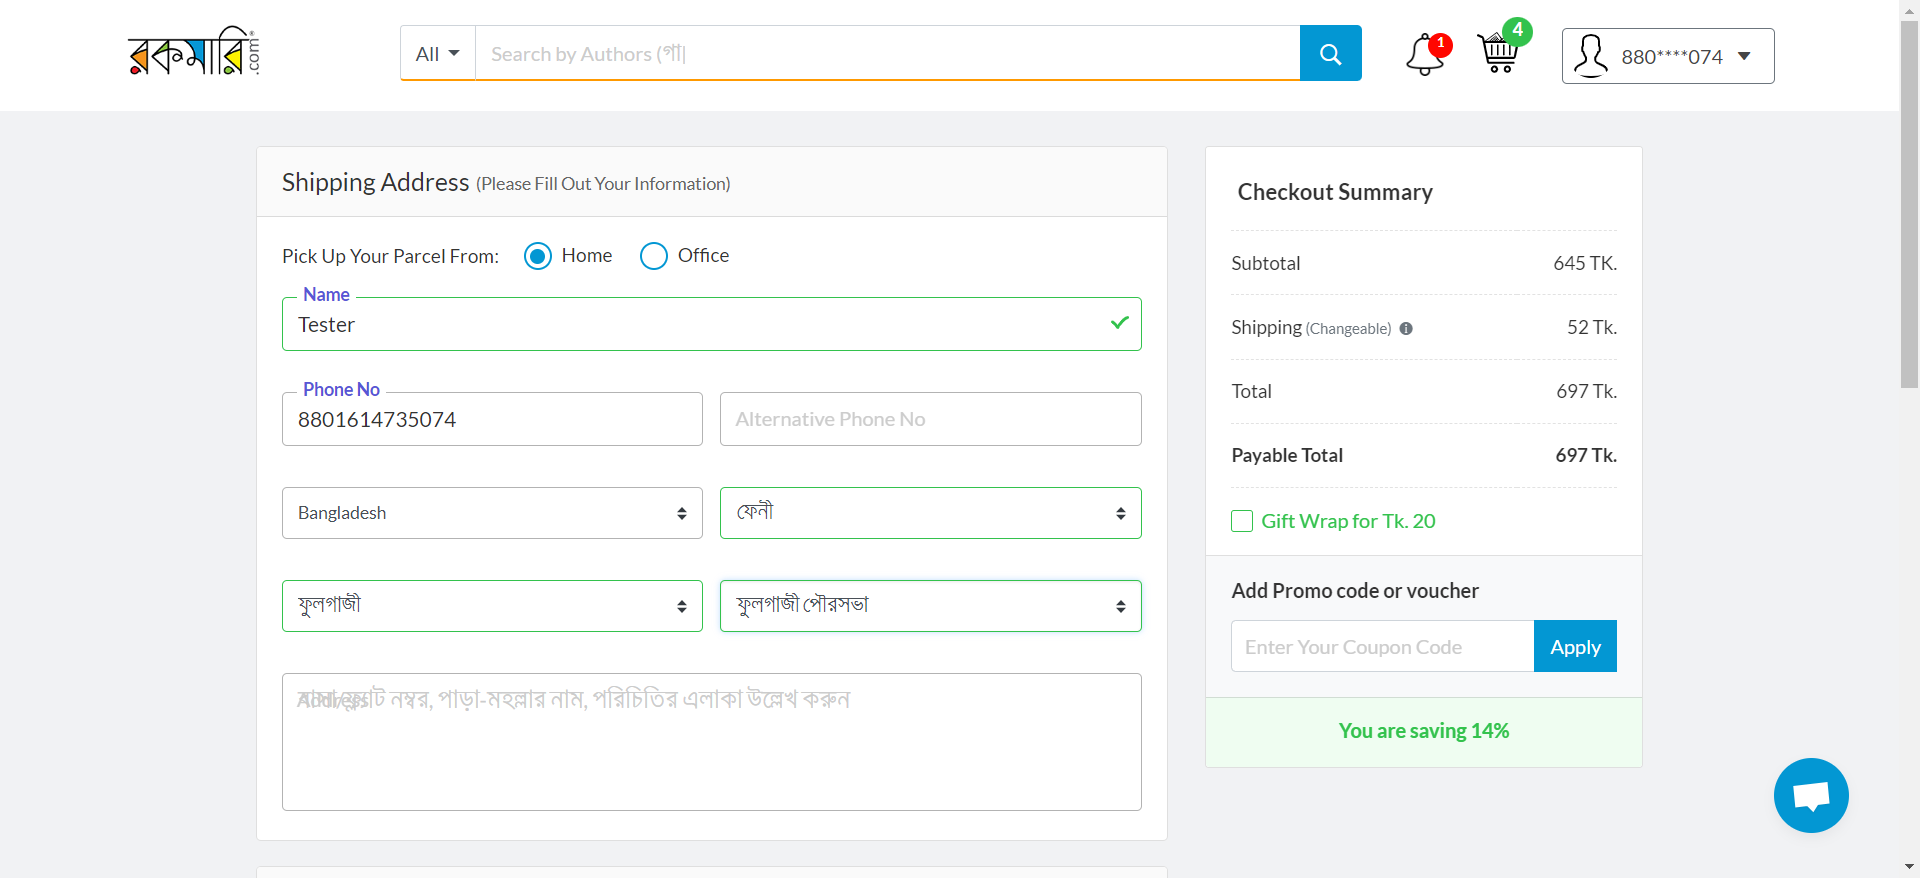 রকমারি.com
All
Search by Authors (গা|
1
4
880****074
Shipping Address (Please Fill Out Your Information)
Pick Up Your Parcel From:
Home
Office
Name
Tester
Phone No
8801614735074
Alternative Phone No
Bangladesh
ফেনী
ফুলগাজী
ফুলগাজী পৌরসভা
নম্বর, পাড়া-মহল্লার নাম, পরিচিতির এলাকা উল্লেখ করুন
Checkout Summary
Subtotal
645 TK.
Shipping (Changeable)
52 Tk.
Total
697 Tk.
Payable Total
697 Tk.
Gift Wrap for Tk. 20
Add Promo code or voucher
Enter Your Coupon Code
Apply
You are saving 14%